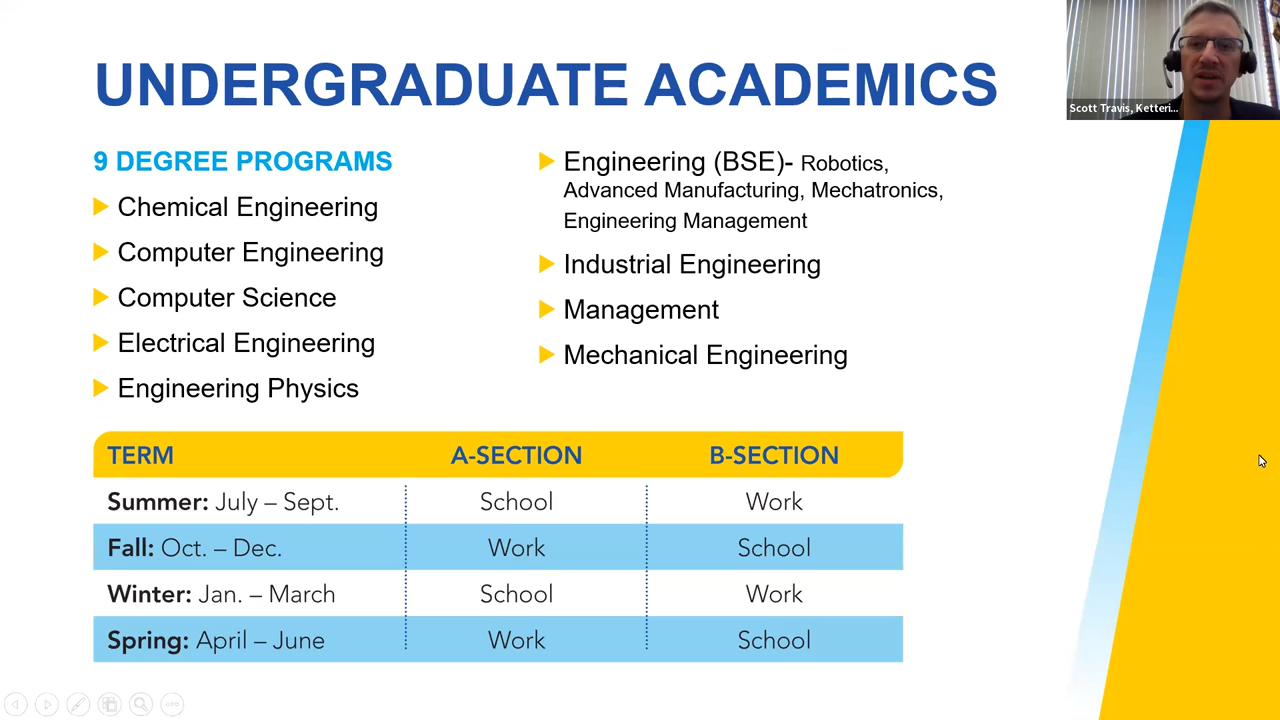 UNDERGRADUATE ACADEMICS
9 DEGREE PROGRAMS
Chemical Engineering
Computer Engineering
Computer Science
Electrical Engineering
Engineering Physics
Engineering (BSE)- Robotics,
Advanced Manufacturing, Mechatronics,
Engineering Management
Industrial Engineering
Management
Mechanical Engineering
TERM A-SECTION B-SECTION
Summer: July – Sept. School Work
Fall: Oct. – Dec. Work School
Winter: Jan. – March School Work
Spring: April – June Work School
Scott Travis, Ketteri...